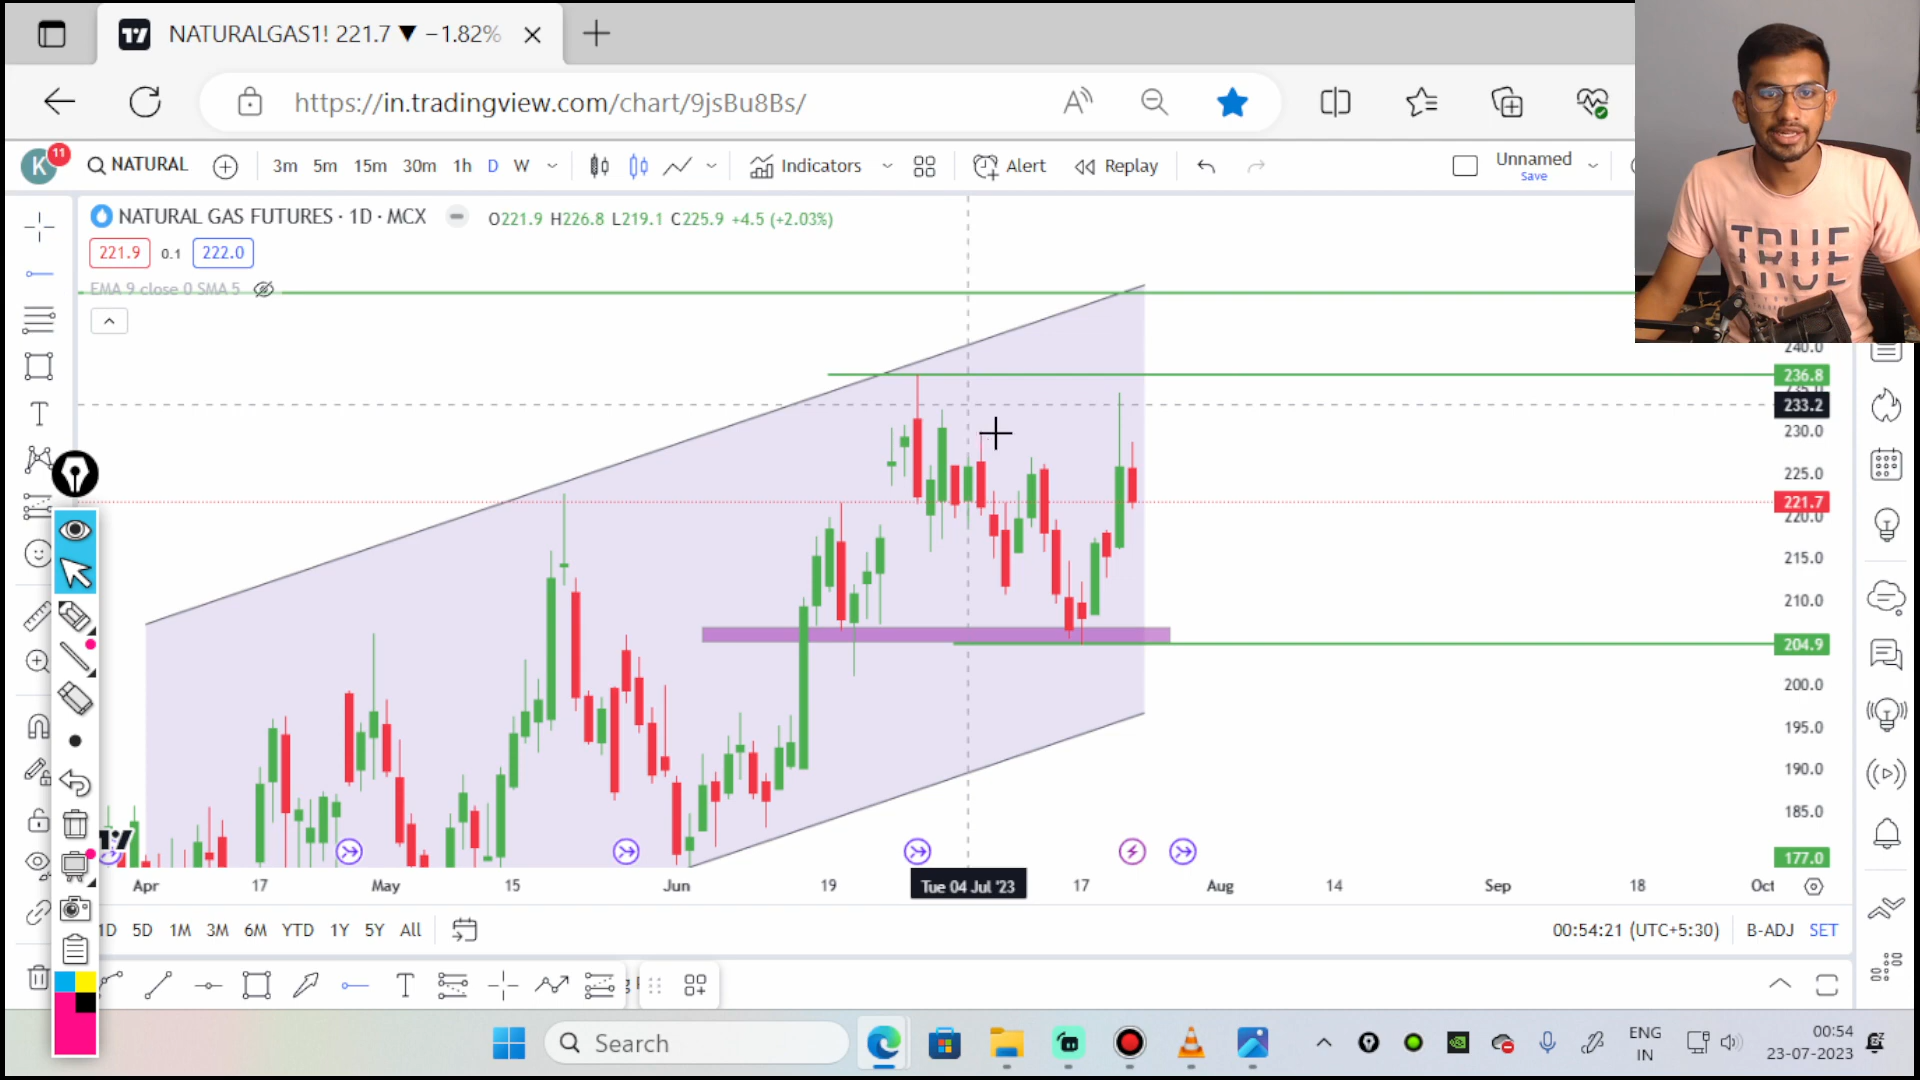 NATURALGAS1! 221.7 ▼ −1.82%
https://in.tradingview.com/chart/9jsBu8Bs/
K 11 NATURAL 3m 5m 15m 30m 1h D W Indicators Alert Replay Unnamed
Save
NATURAL GAS FUTURES · 1D · MCX O221.9 H226.8 L219.1 C225.9 +4.5 (+2.03%)
221.9 0.1 222.0
EMA 9 close 0 SMA 5
TRUE
TRUE
240.0
236.8
235.0
233.2
230.0
225.0
221.7
220.0
215.0
210.0
204.9
200.0
195.0
190.0
185.0
177.0
Apr 17 May 15 Jun 19 Tue 04 Jul '23 17 Aug 14 Sep 18 Oct
1D 5D 1M 3M 6M YTD 1Y 5Y All 00:54:21 (UTC+5:30) B-ADJ SET
Search
ENG
IN
00:54
23-07-2023